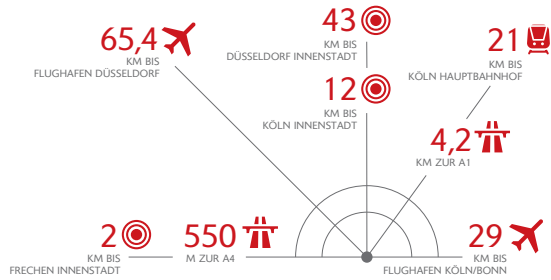 65,4
KM BIS
FLUGHAFEN DÜSSELDORF
43
KM BIS
DÜSSELDORF INNENSTADT
21
KM BIS
KÖLN HAUPTBAHNHOF
12
KM BIS
KÖLN INNENSTADT
4,2
KM ZUR A1
2
KM BIS
FRECHEN INNENSTADT
550
M ZUR A4
29
KM BIS
FLUGHAFEN KÖLN/BONN